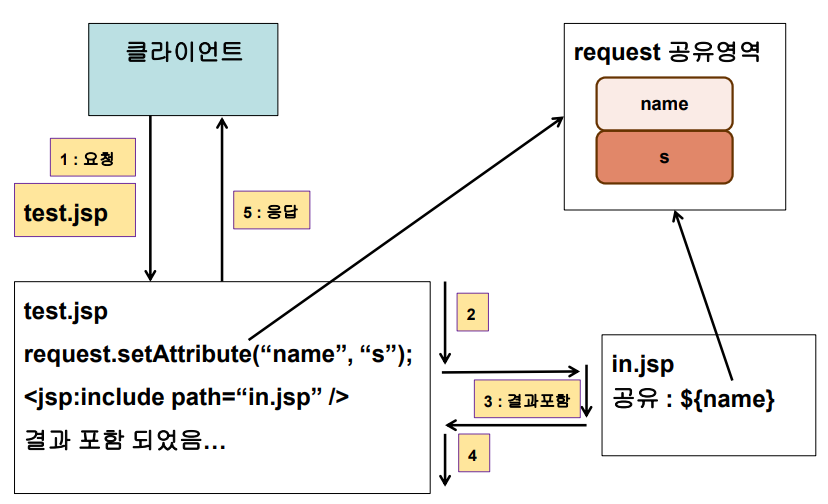 클라이언트
request 공유영역
name
s
1 : 요청
test.jsp
5 : 응답
test.jsp
request.setAttribute(“name”, “s”);
<jsp:include path=“in.jsp” />
결과 포함 되었음…
2
3 : 결과포함
4
in.jsp
공유 : ${name}